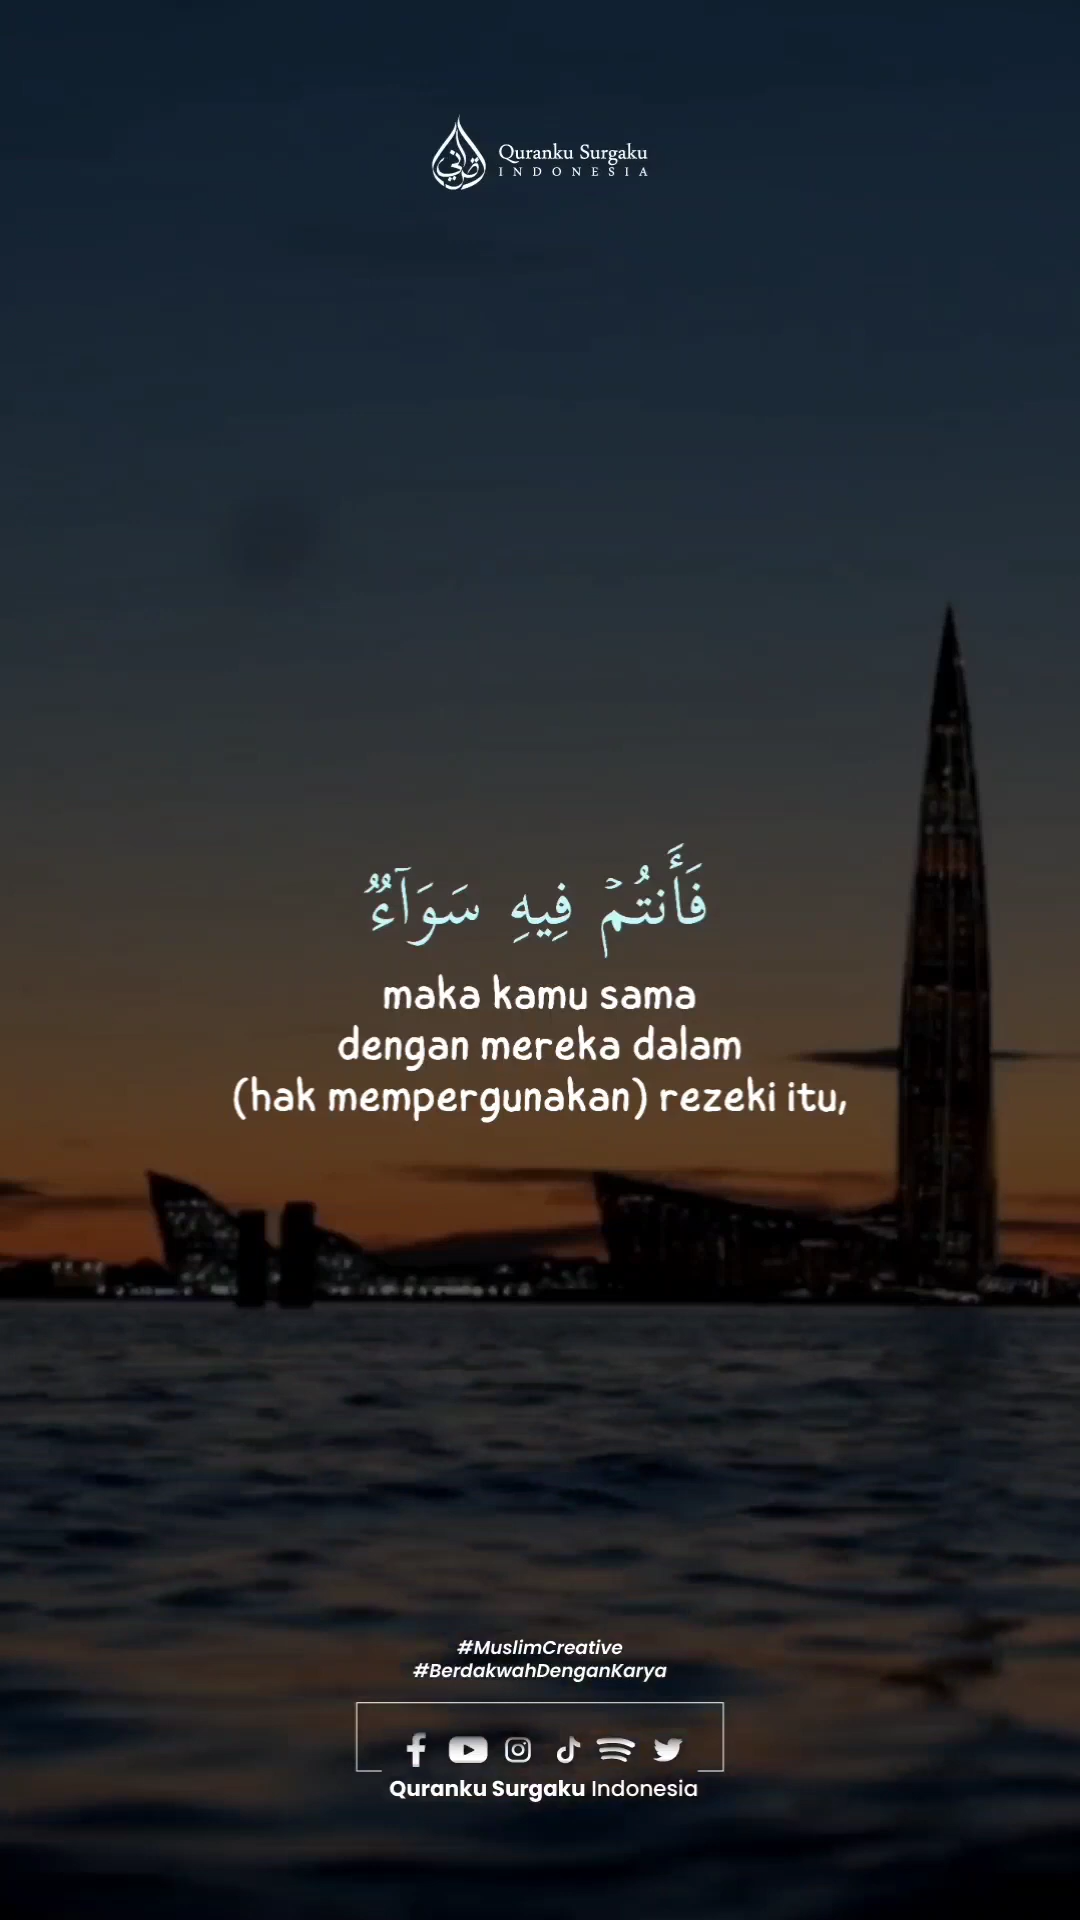 Quranku Surgaku
INDONESIA
فَأَنتُمۡ فِيهِ سَوَآءٌ
maka kamu sama
dengan mereka dalam
(hak mempergunakan) rezeki itu,
#MuslimCreative
#BerdakwahDenganKarya
Quranku Surgaku Indonesia